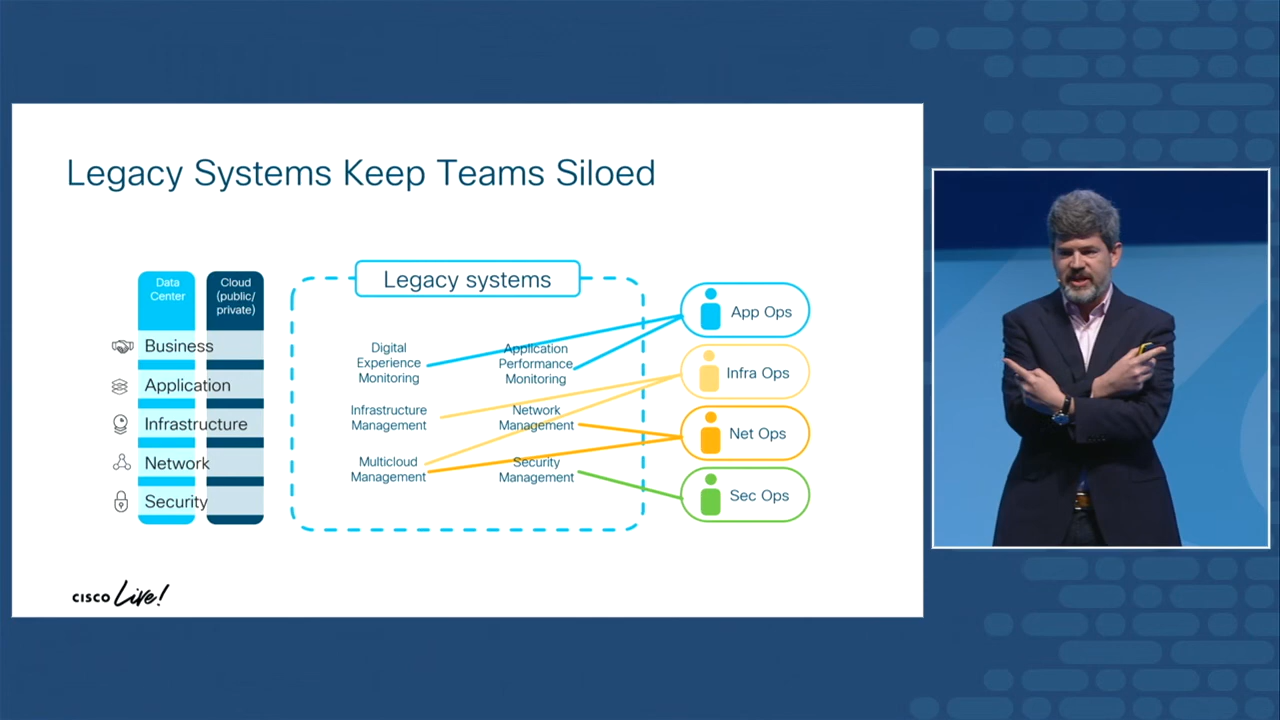 Legacy Systems Keep Teams Siloed
Data
Center
Cloud
(public/
private)
Business
Application
Infrastructure
Network
Security
Legacy systems
Digital
Experience
Monitoring
Application
Performance
Monitoring
Infrastructure
Management
Network
Management
Multicloud
Management
Security
Management
App Ops
Infra Ops
Net Ops
Sec Ops
CISCO Live!